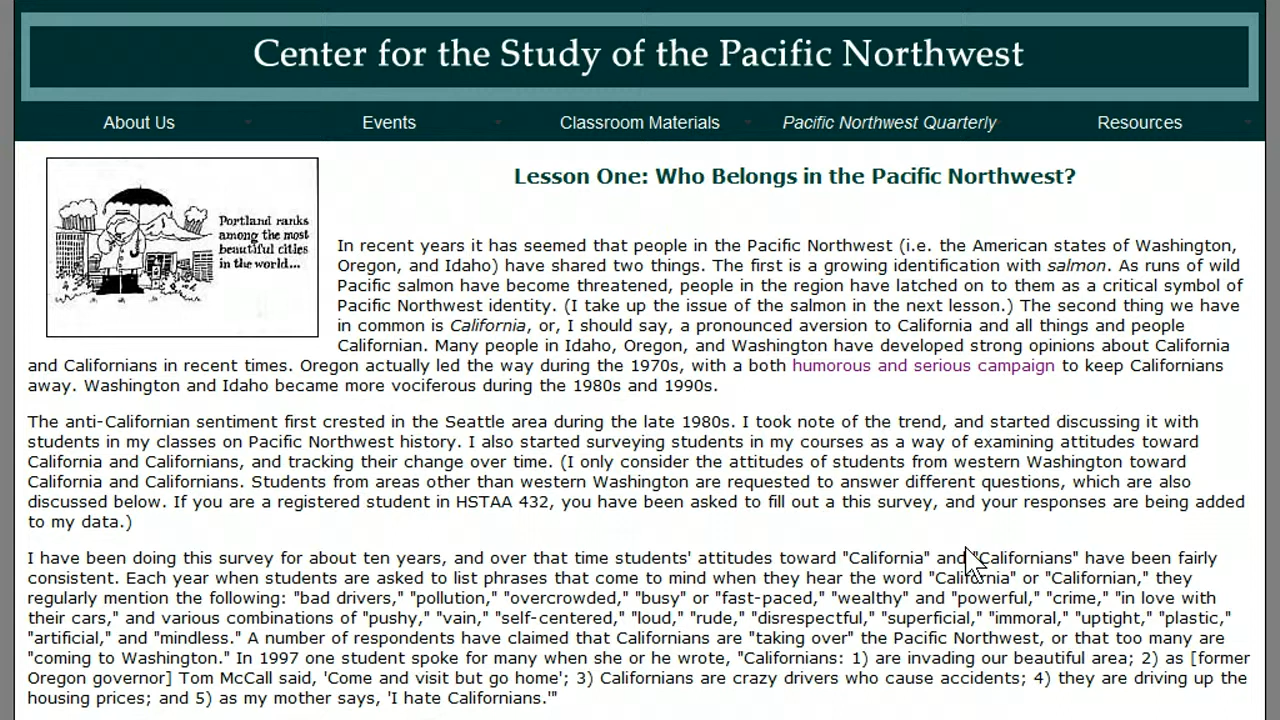 Center for the Study of the Pacific Northwest
About Us
Events
Classroom Materials
Pacific Northwest Quarterly
Resources
Portland ranks
among the most
beautiful cities
in the world...
Lesson One: Who Belongs in the Pacific Northwest?
In recent years it has seemed that people in the Pacific Northwest (i.e. the American states of Washington,
Oregon, and Idaho) have shared two things. The first is a growing identification with salmon. As runs of wild
Pacific salmon have become threatened, people in the region have latched on to them as a critical symbol of
Pacific Northwest identity. (I take up the issue of the salmon in the next lesson.) The second thing we have
in common is California, or, I should say, a pronounced aversion to California and all things and people
Californian. Many people in Idaho, Oregon, and Washington have developed strong opinions about California
and Californians in recent times. Oregon actually led the way during the 1970s, with a both humorous and serious campaign to keep Californians
away. Washington and Idaho became more vociferous during the 1980s and 1990s.
The anti-Californian sentiment first crested in the Seattle area during the late 1980s. I took note of the trend, and started discussing it with
students in my classes on Pacific Northwest history. I also started surveying students in my courses as a way of examining attitudes toward
California and Californians, and tracking their change over time. (I only consider the attitudes of students from western Washington toward
California and Californians. Students from areas other than western Washington are requested to answer different questions, which are also
discussed below. If you are a registered student in HSTAA 432, you have been asked to fill out a this survey, and your responses are being added
to my data.)
I have been doing this survey for about ten years, and over that time students' attitudes toward "California" and "Californians" have been fairly
consistent. Each year when students are asked to list phrases that come to mind when they hear the word "California" or "Californian," they
regularly mention the following: "bad drivers," "pollution," "overcrowded," "busy" or "fast-paced," "wealthy" and "powerful," "crime," "in love with
their cars," and various combinations of "pushy," "vain," "self-centered," "loud," "rude," "disrespectful," "superficial," "immoral," "uptight," "plastic,"
"artificial," and "mindless." A number of respondents have claimed that Californians are "taking over" the Pacific Northwest, or that too many are
"coming to Washington." In 1997 one student spoke for many when she or he wrote, "Californians: 1) are invading our beautiful area; 2) as [former
Oregon governor] Tom McCall said, 'Come and visit but go home'; 3) Californians are crazy drivers who cause accidents; 4) they are driving up the
housing prices; and 5) as my mother says, 'I hate Californians.'"